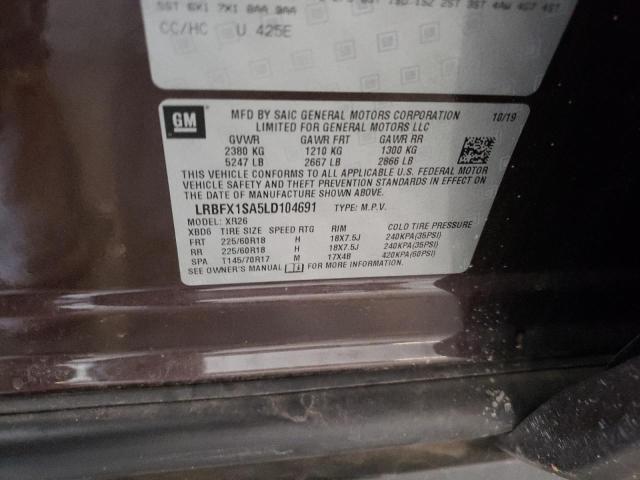 5ST 6X1 7X1 8AA 9AA
CC/HC U 425E
GM
MFD BY SAIC GENERAL MOTORS CORPORATION
LIMITED FOR GENERAL MOTORS LLC
10/19
GVWR GAWR FRT GAWR RR
2380 KG 1210 KG 1300 KG
5247 LB 2667 LB 2866 LB
THIS VEHICLE CONFORMS TO ALL APPLICABLE U.S. FEDERAL MOTOR
VEHICLE SAFETY AND THEFT PREVENTION STANDARDS IN EFFECT ON
THE DATE OF MANUFACTURE SHOWN ABOVE.
LRBFX1SA5LD104691 TYPE: M.P.V.
MODEL: XR26
XBD6 TIRE SIZE SPEED RTG RIM COLD TIRE PRESSURE
FRT 225/60R18 H 18X7.5J 240KPA(35PSI)
RR 225/60R18 H 18X7.5J 240KPA(35PSI)
SPA T145/70R17 M 17X4B 420KPA(60PSI)
SEE OWNER'S MANUAL FOR MORE INFORMATION.